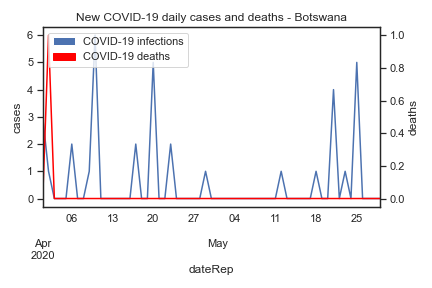 New COVID-19 daily cases and deaths - Botswana
COVID-19 infections
COVID-19 deaths
6
5
4
3
2
1
0
cases
1.0
0.8
0.6
0.4
0.2
0.0
deaths
06
13
20
27
04
11
18
25
Apr
2020
May
dateRep